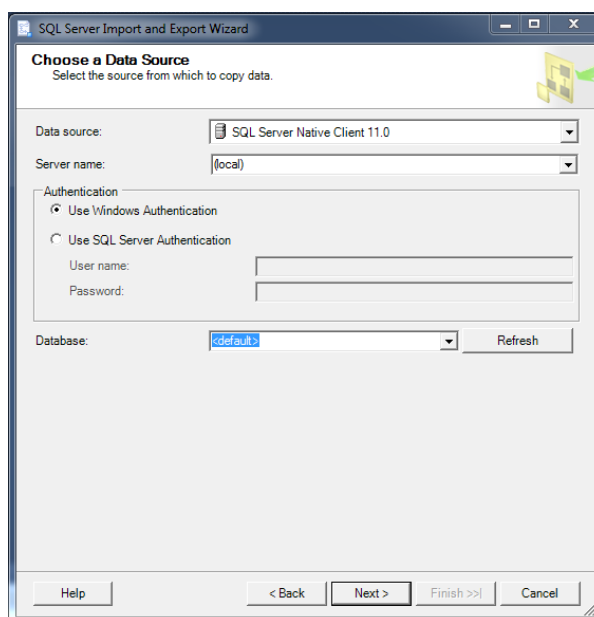 SQL Server Import and Export Wizard
Choose a Data Source
Select the source from which to copy data.
Data source: SQL Server Native Client 11.0
Server name: (local)
Authentication
Use Windows Authentication
Use SQL Server Authentication
User name:
Password:
Database: <default> Refresh
Help < Back Next > Finish >>| Cancel